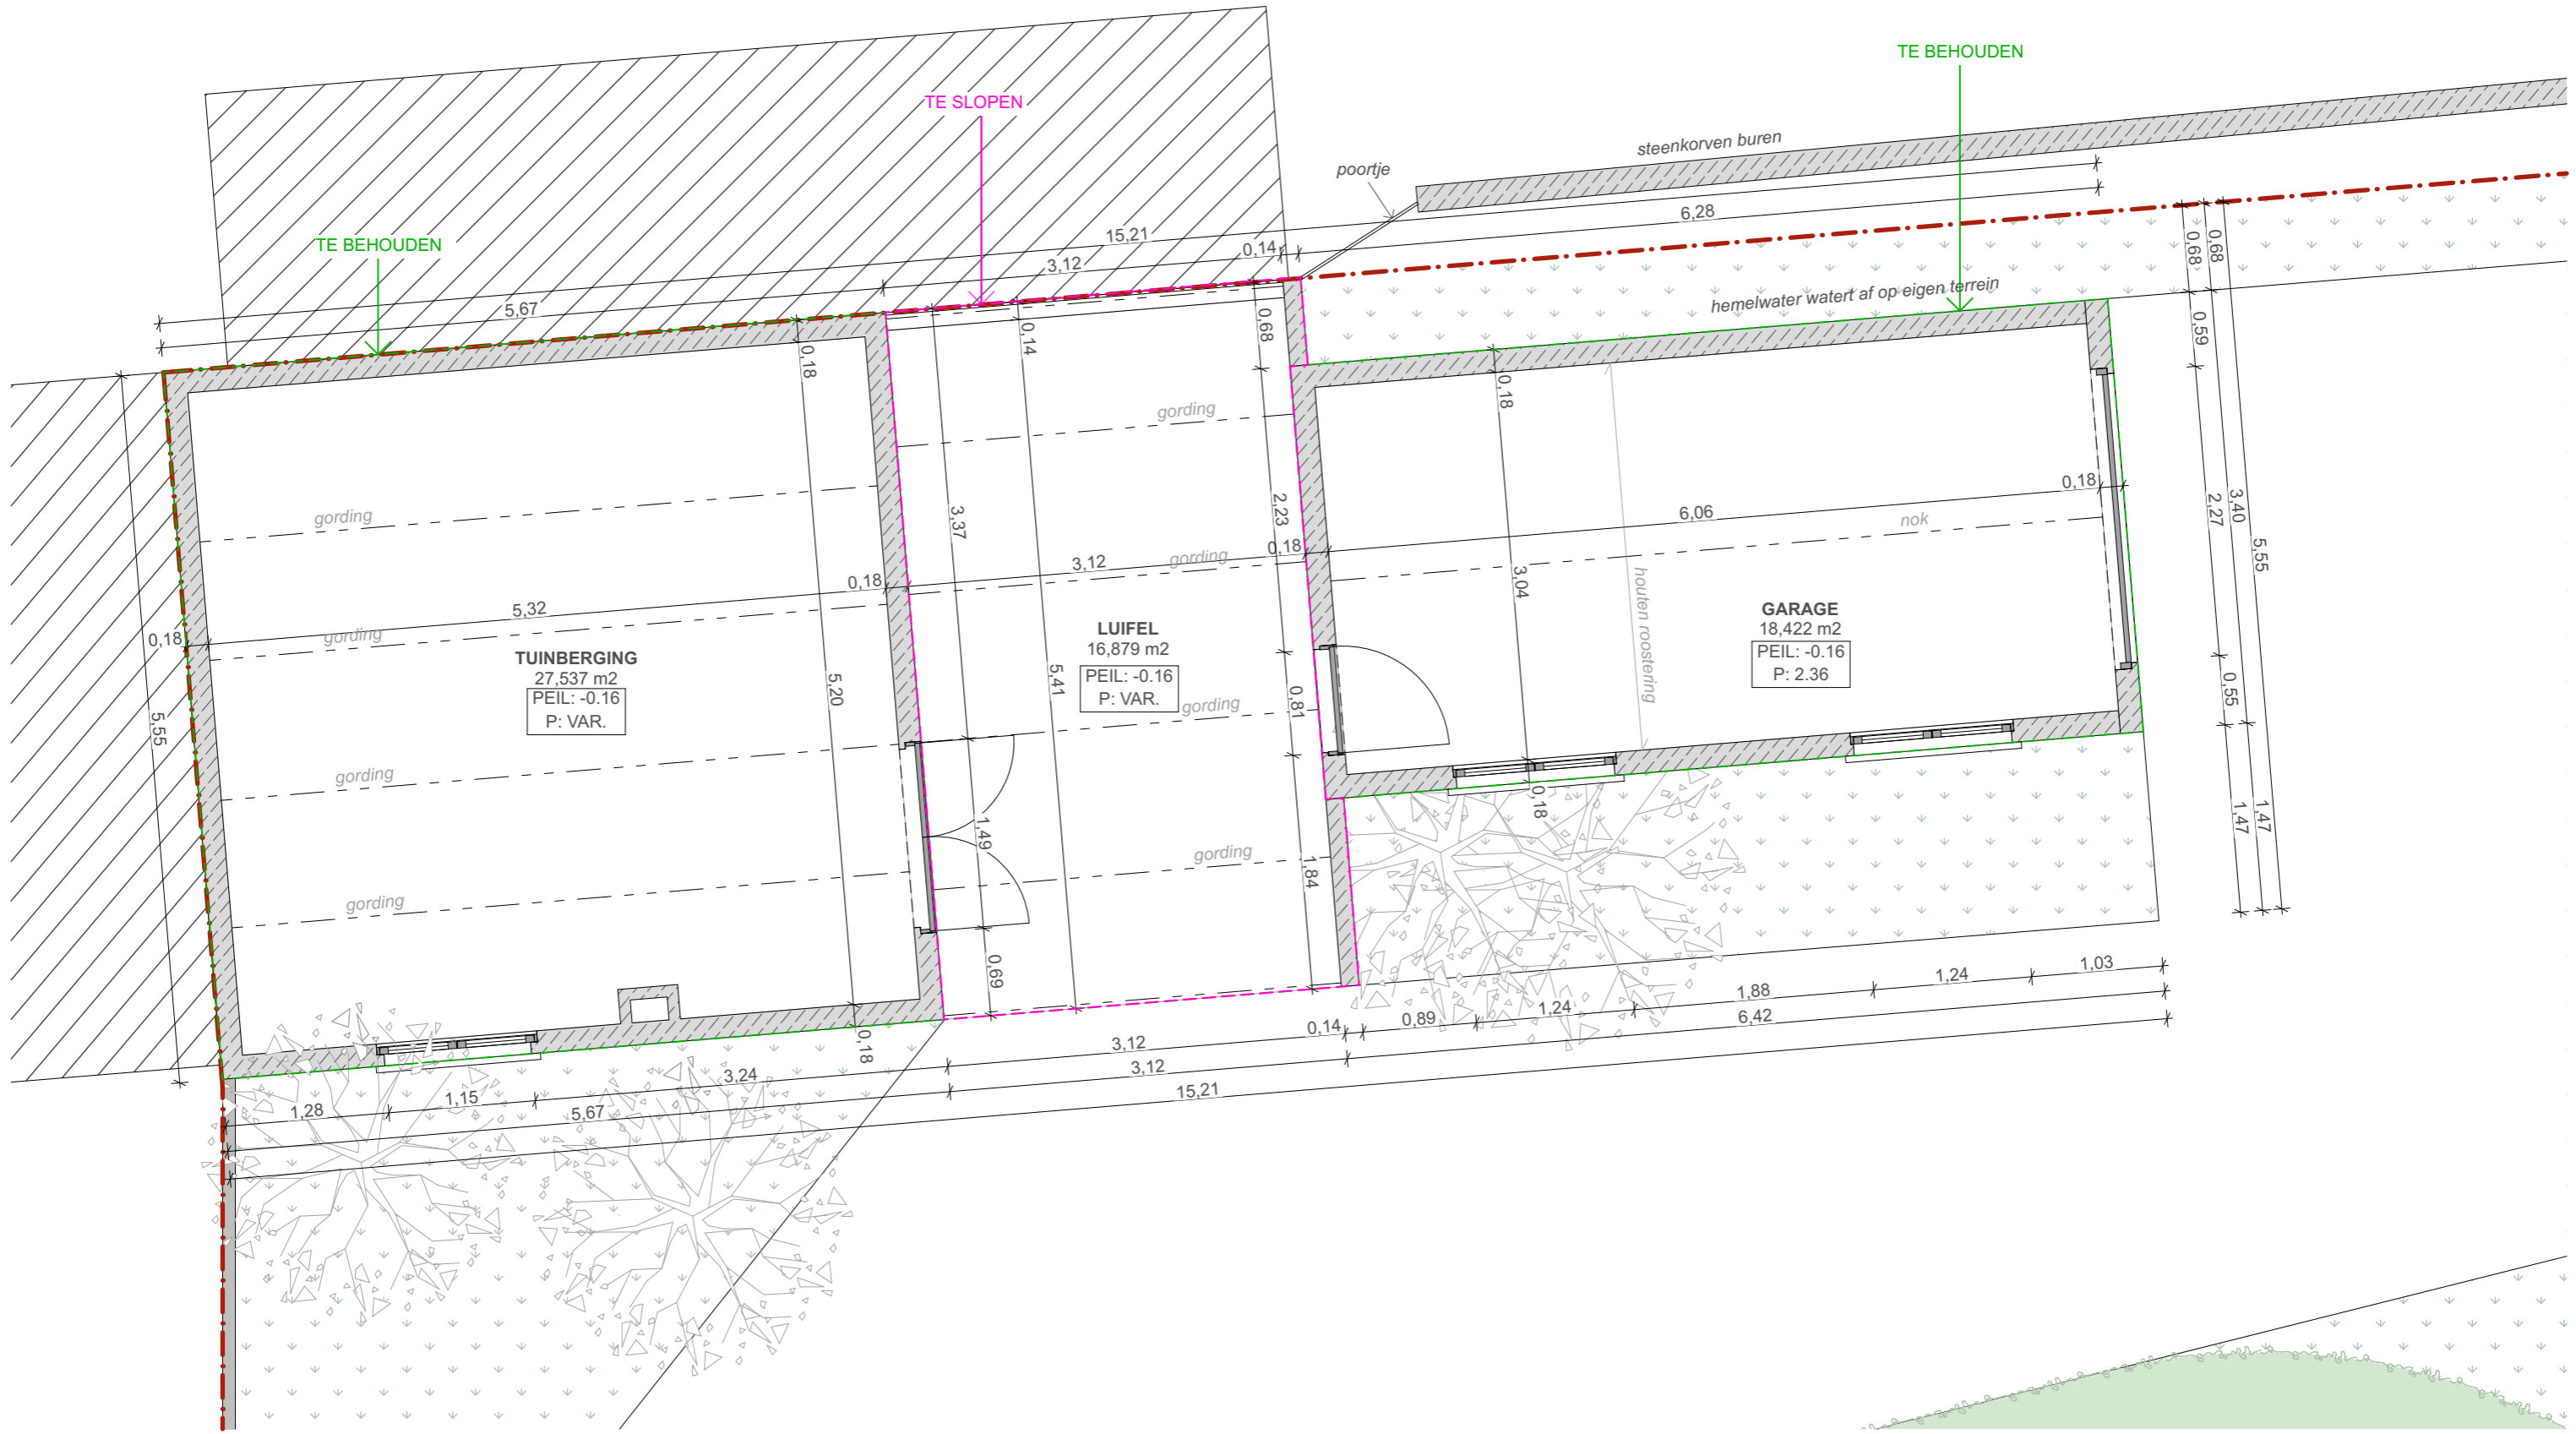 TE BEHOUDEN
TE SLOPEN
steenkorven buren
poortje
6,28
15,21
0,14
TE BEHOUDEN
3,12
5,67
0,68
0,68
hemelwater watert af op eigen terrein
0,59
0,18
0,14
0,68
0,18
gording
gording
3,37
2,23
0,18
6,06
nok
2,27
3,40
5,55
0,18
3,12
gording
0,18
5,32
gording
0,18
3,04
houten roostering
GARAGE
18,422 m2
PEIL: -0.16
P: 2.36
LUIFEL
16,879 m2
PEIL: -0.16
P: VAR.
TUINBERGING
27,537 m2
PEIL: -0.16
P: VAR.
5,20
5,41
0,81
gording
0,55
5,55
gording
0,18
1,49
gording
1,84
1,47
1,47
gording
0,69
1,03
1,24
1,88
1,24
0,89
0,14
6,42
3,12
0,18
3,12
3,24
1,15
1,28
5,67
15,21